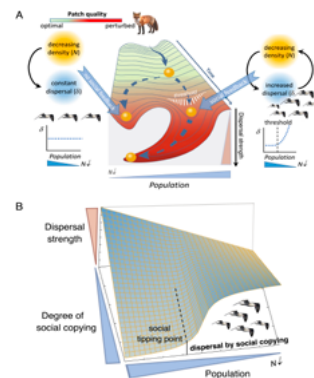 A
Patch quality
optimal
perturbed
decreasing
density (N)
constant
dispersal (δ)
δ
Population
N↓
time
Dispersal
strength
N↓
Population
decreasing
density (N)
increased
dispersal (δ)
threshold
δ
Population
N↓
B
Dispersal
strength
Degree of
social copying
social
tipping point
dispersal by social copying
Population
N↓